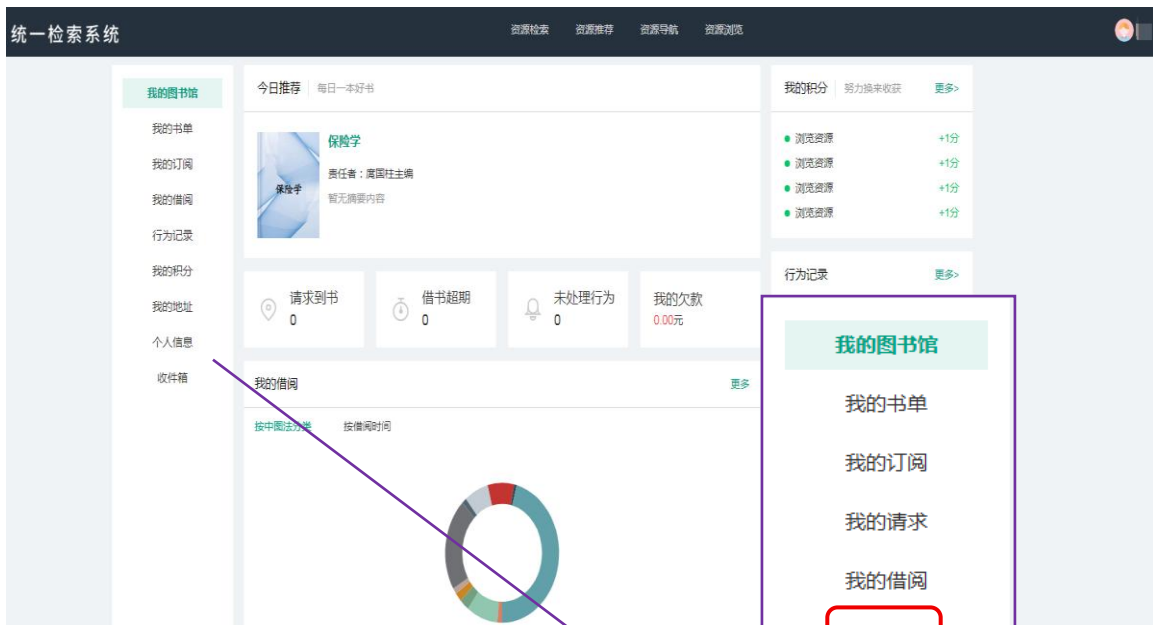 统一检索系统
资源检索 资源推荐 资源导航 资源浏览
我的图书馆
我的书单
我的订阅
我的借阅
行为记录
我的积分
我的地址
个人信息
收件箱
今日推荐 每日一本好书
保险学
保险学
责任者：庹国柱主编
暂无摘要内容
请求到书
0
借书超期
0
未处理行为
0
我的欠款
0.00元
我的借阅 更多
按中图法分类 按借阅时间
我的积分 努力换来收获 更多>
浏览资源 +1分
浏览资源 +1分
浏览资源 +1分
浏览资源 +1分
行为记录 更多>
我的图书馆
我的书单
我的订阅
我的请求
我的借阅